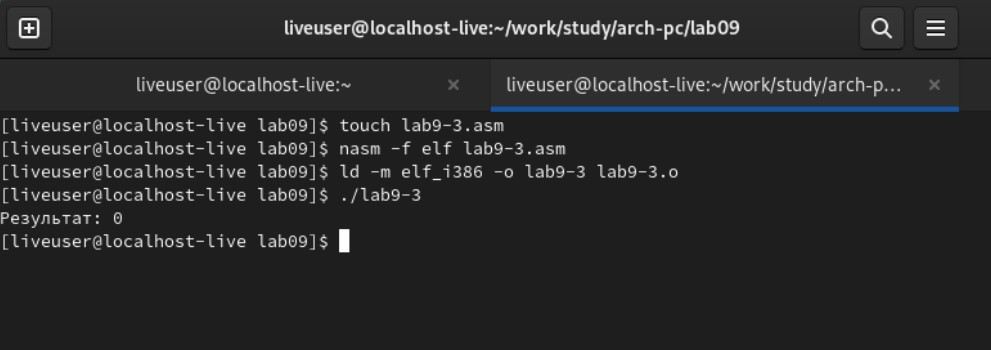 liveuser@localhost-live:~/work/study/arch-pc/lab09
liveuser@localhost-live:~ × liveuser@localhost-live:~/work/study/arch-p... ×
[liveuser@localhost-live lab09]$ touch lab9-3.asm
[liveuser@localhost-live lab09]$ nasm -f elf lab9-3.asm
[liveuser@localhost-live lab09]$ ld -m elf_i386 -o lab9-3 lab9-3.o
[liveuser@localhost-live lab09]$ ./lab9-3
Результат: 0
[liveuser@localhost-live lab09]$